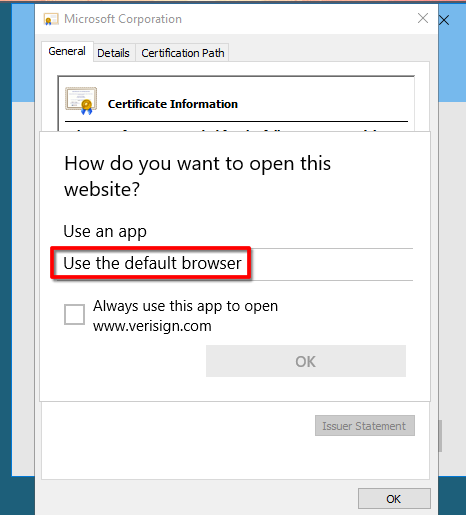 Microsoft Corporation
General
Details
Certification Path
Certificate Information
How do you want to open this
website?
Use an app
Use the default browser
Always use this app to open
www.verisign.com
OK
Issuer Statement
OK